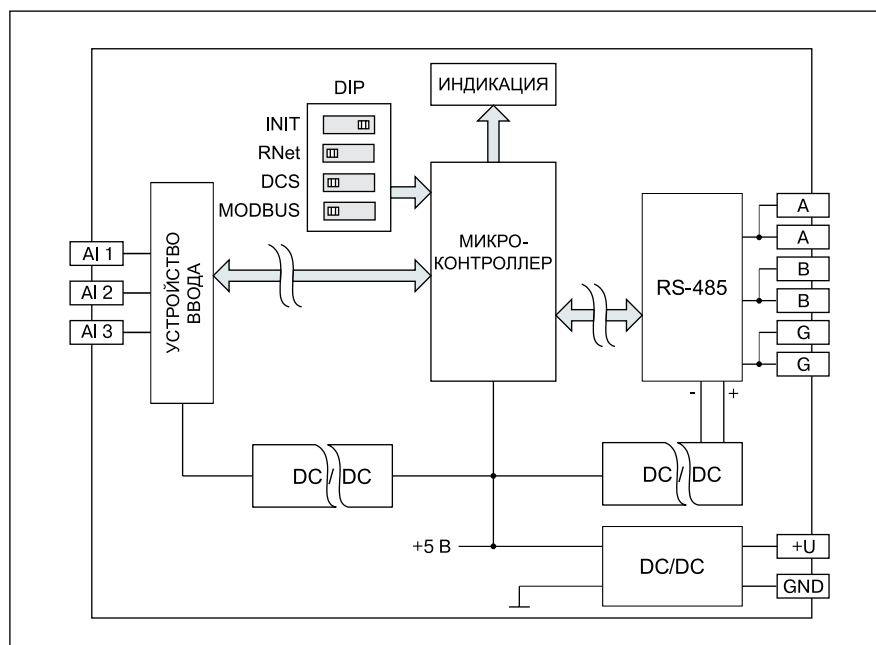 DIP
ИНДИКАЦИЯ
INIT
RNet
DCS
MODBUS
УСТРОЙСТВО
ВВОДА
МИКРО-
КОНТРОЛЛЕР
RS-485
AI 1
AI 2
AI 3
A
A
B
B
G
G
- +
DC / DC
DC / DC
+5 В
DC/DC
+U
GND